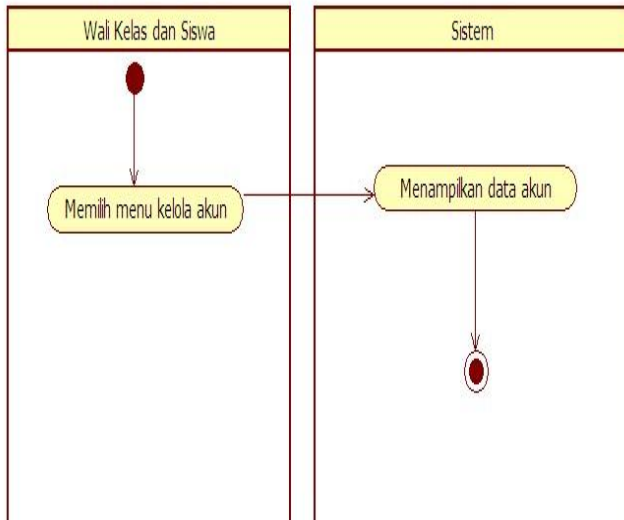 Wali Kelas dan Siswa
Sistem
Memilih menu kelola akun
Menampilkan data akun